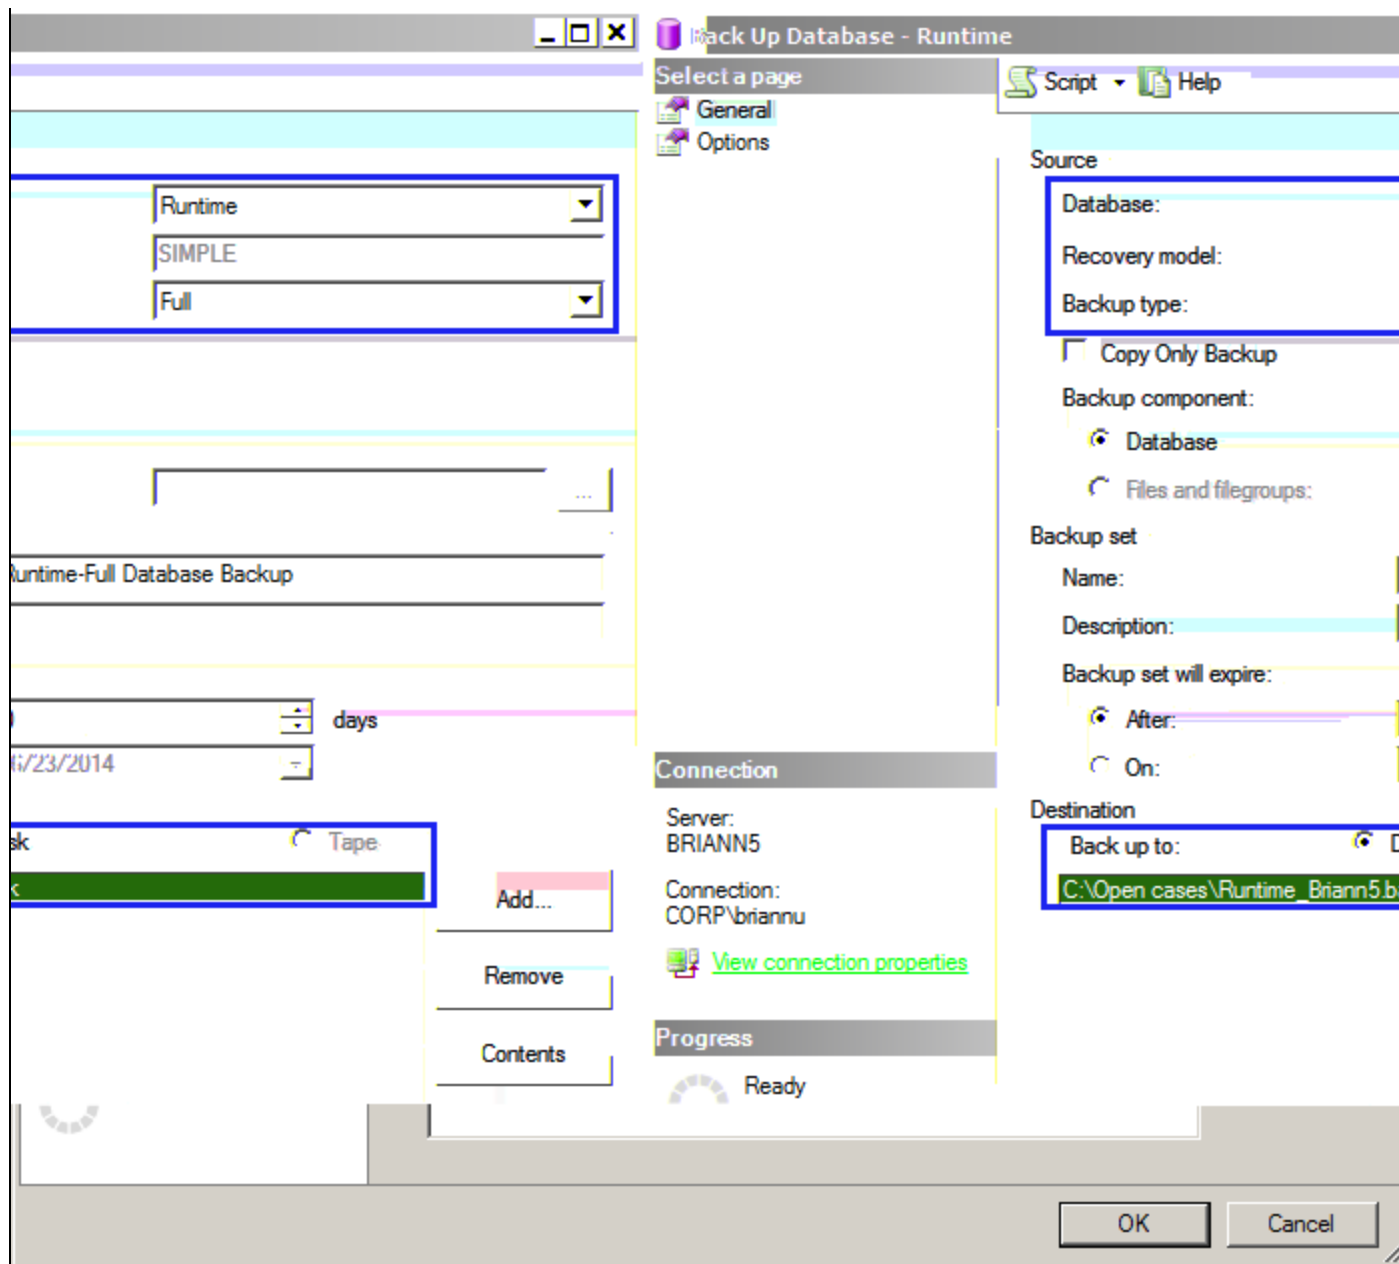 Back Up Database - Runtime
Select a page
General
Options
Script
Help
Source
Database:
Runtime
Recovery model:
SIMPLE
Backup type:
Full
Copy Only Backup
Backup component:
Database
Files and filegroups:
...
Backup set
Name:
Runtime-Full Database Backup
Description:
Backup set will expire:
After:
days
On:
/23/2014
Connection
Server:
BRIANN5
Connection:
CORP\briannu
View connection properties
Progress
Ready
Destination
Back up to:
Tape
C:\Open cases\Runtime_Briann5.ba
Add...
Remove
Contents
OK
Cancel